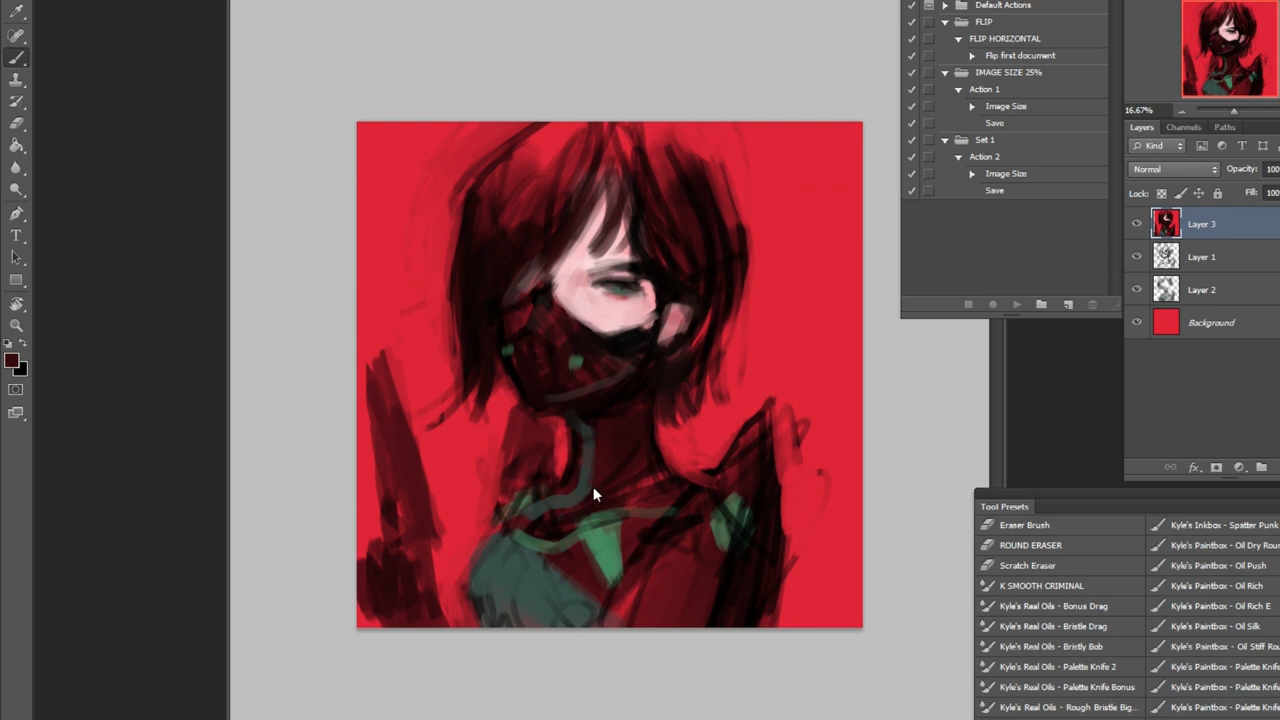 Default Actions
FLIP
FLIP HORIZONTAL
Flip first document
IMAGE SIZE 25%
Action 1
Image Size
Save
Set 1
Action 2
Image Size
Save
16.67%
Layers Channels Paths
Kind
Normal Opacity: 100
Lock: Fill: 100
Layer 3
Layer 1
Layer 2
Background
fx
Tool Presets
Eraser Brush Kyle's Inkbox - Spatter Punk
ROUND ERASER Kyle's Paintbox - Oil Dry Rour
Scratch Eraser Kyle's Paintbox - Oil Push
K SMOOTH CRIMINAL Kyle's Paintbox - Oil Rich
Kyle's Real Oils - Bonus Drag Kyle's Paintbox - Oil Rich E
Kyle's Real Oils - Bristle Drag Kyle's Paintbox - Oil Silk
Kyle's Real Oils - Bristly Bob Kyle's Paintbox - Oil Stiff
Kyle's Real Oils - Palette Knife 2 Kyle's Paintbox - Palette Knif
Kyle's Real Oils - Palette Knife Bonus Kyle's Paintbox - Palette Knif
Kyle's Real Oils - Rough Bristle Big... Kyle's Paintbox - Palette Knif